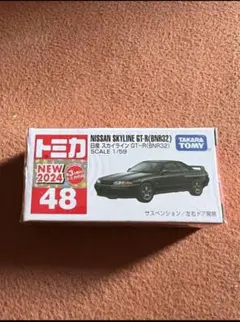 トミカ
NISSAN SKYLINE GT-R(BNR32)
日産 スカイライン GT-R(BNR32)
SCALE 1/59
TAKARA
TOMY
NEW
2024
48
サスペンション/左右ドア開閉